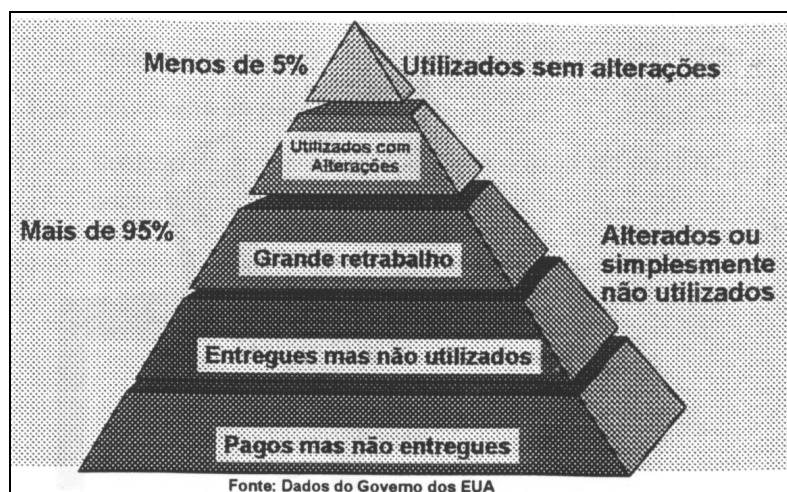 Menos de 5%
Utilizados sem alterações
Utilizados com
Alterações
Mais de 95%
Grande retrabalho
Alterados ou
simplesmente
não utilizados
Entregues mas não utilizados
Pagos mas não entregues
Fonte: Dados do Governo dos EUA